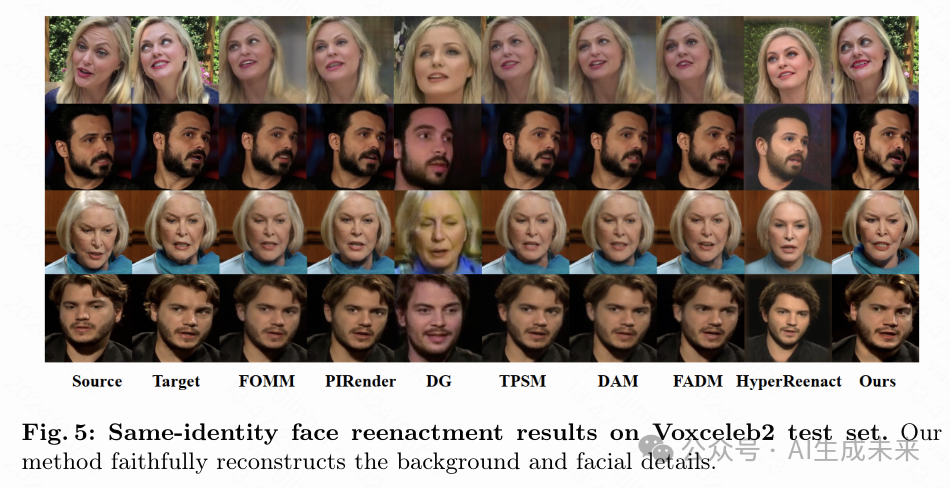 Source Target FOMM PIRender DG TPSM DAM FADM HyperReenact Ours
Fig. 5: Same-identity face reenactment results on Voxceleb2 test set. Our
method faithfully reconstructs the background and facial details.
公众号 · AI生成未来